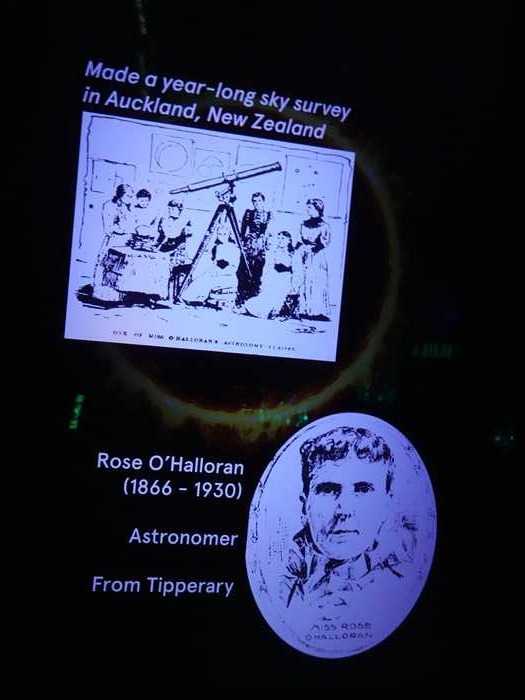 Made a year-long sky survey
in Auckland, New Zealand
ONE OF MISS O'HALLORAN'S ASTRONOMY CLASSES
Rose O'Halloran
(1866 - 1930)
Astronomer
From Tipperary
MISS ROSE
O'HALLORAN